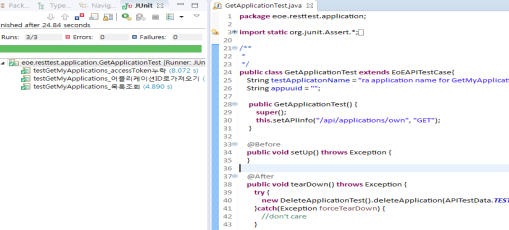 Pack...
Type...
Navig...
JUnit
nished after 24.84 seconds
Runs: 3/3
Errors: 0
Failures: 0
eoe.resttest.application.GetApplicationTest [Runner: JUn
testGetMyApplications_accessToken누락 (8.072 s)
testGetMyApplications_어플리케이션ID로가져오기 (
testGetMyApplications_목록조회 (4.890 s)
GetApplicationTest.java
1 package eoe.resttest.application;
2
3 import static org.junit.Assert.*;
20
21 /**
22 *
23 */
24 public class GetApplicationTest extends EoEAPITestCase{
25 String testApplicatonName = "ra application name for GetMyApplicati
26 String appuuid = "";
27
28 public GetApplicationTest() {
29 super();
30 this.setAPIInfo("/api/applications/own", "GET");
31 }
32
33 @Before
34 public void setUp() throws Exception {
35 }
36
37 @After
38 public void tearDown() throws Exception {
39 try {
40 new DeleteApplicationTest().deleteApplication(APITestData.TEST
41 }catch(Exception forceTearDown) {
42 //don't care
43 }